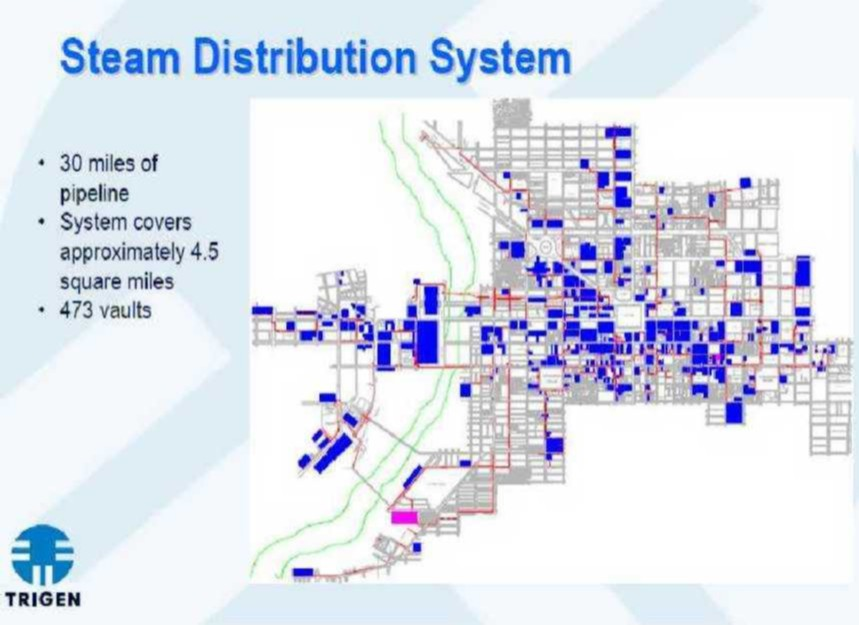 Steam Distribution System
• 30 miles of
pipeline
• System covers
approximately 4.5
square miles
• 473 vaults
TRIGEN